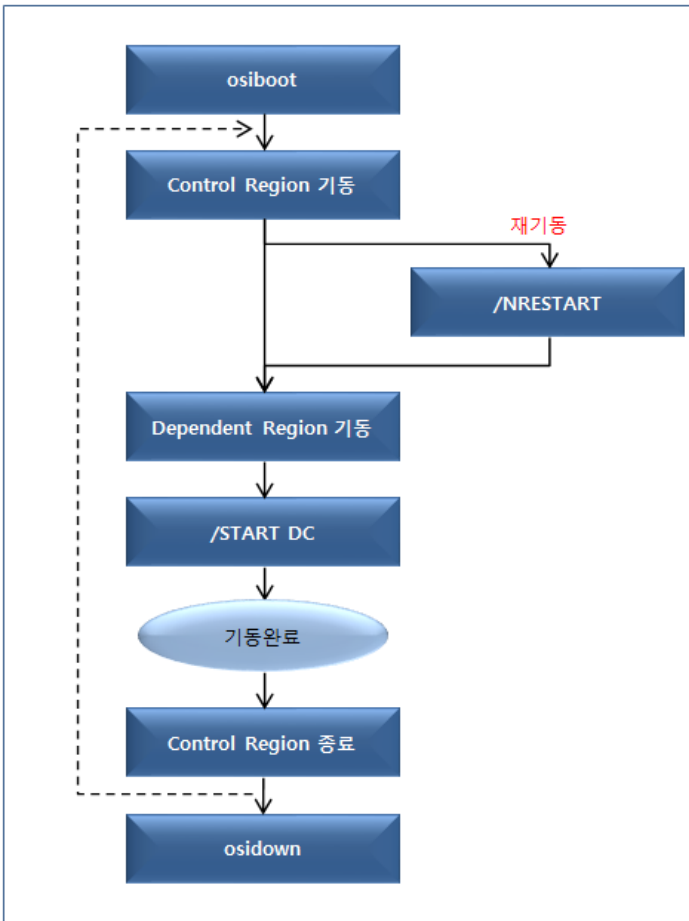 osiboot
Control Region 기동
재기동
/NRESTART
Dependent Region 기동
/START DC
기동완료
Control Region 종료
osidown